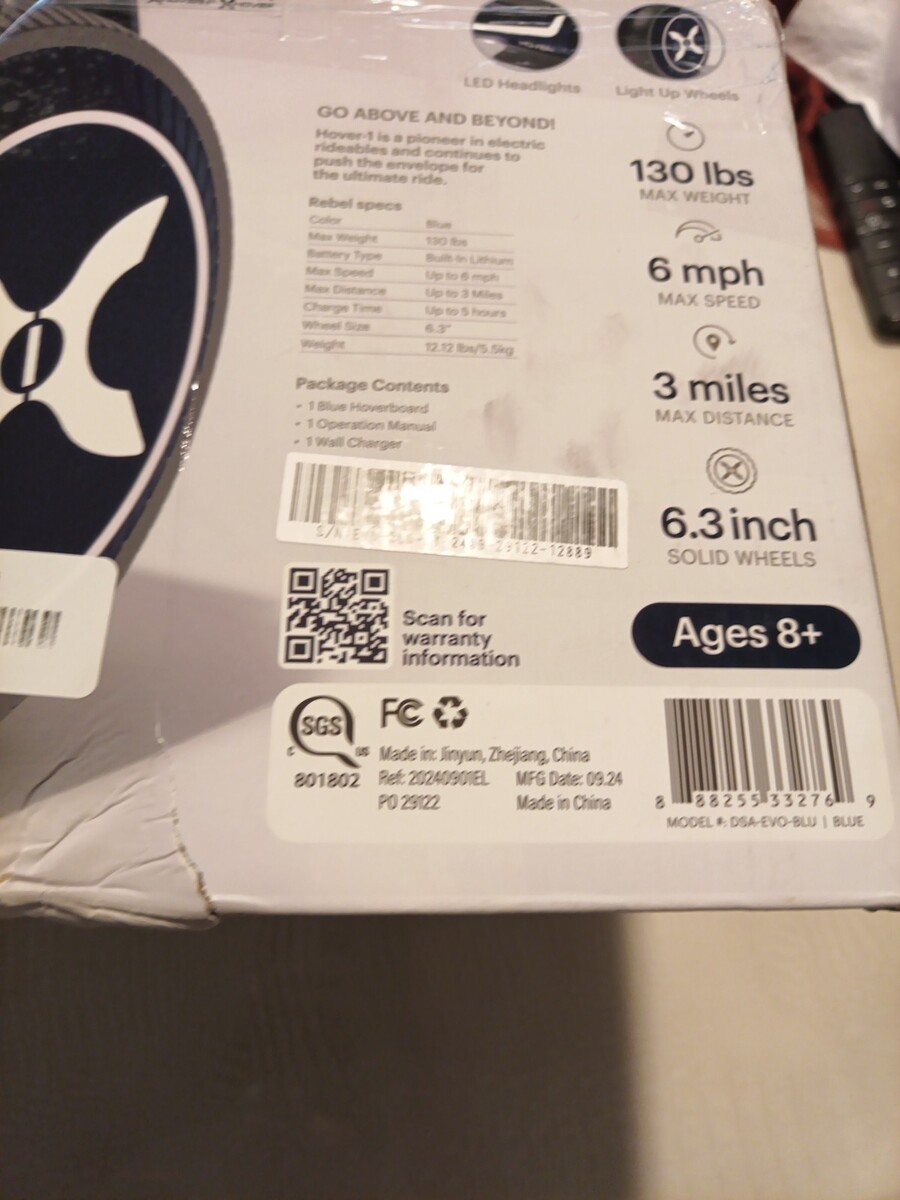 LED Headlights
Light Up Wheels
GO ABOVE AND BEYOND!
Hover-1 is a pioneer in electric
rideables and continues to
push the envelope for
the ultimate ride.
Rebel specs
Color Blue
Max Weight 130 lbs
Battery Type Built-In Lithium
Max Speed Up to 6 mph
Max Distance Up to 3 Miles
Charge Time Up to 5 hours
Wheel Size 6.3"
Weight 12.12 lbs/5.5kg
Package Contents
• 1 Blue Hoverboard
• 1 Operation Manual
• 1 Wall Charger
130 lbs
MAX WEIGHT
6 mph
MAX SPEED
3 miles
MAX DISTANCE
6.3 inch
SOLID WHEELS
S/N 29122-12889
Scan for
warranty
information
Ages 8+
SGS
C US
801802
FC
Made in: Jinyun, Zhejiang, China
Ref: 20240901EL MFG Date: 09.24
PO 29122 Made in China
8 88255 33276 9
MODEL #: DSA-EVO-BLU | BLUE